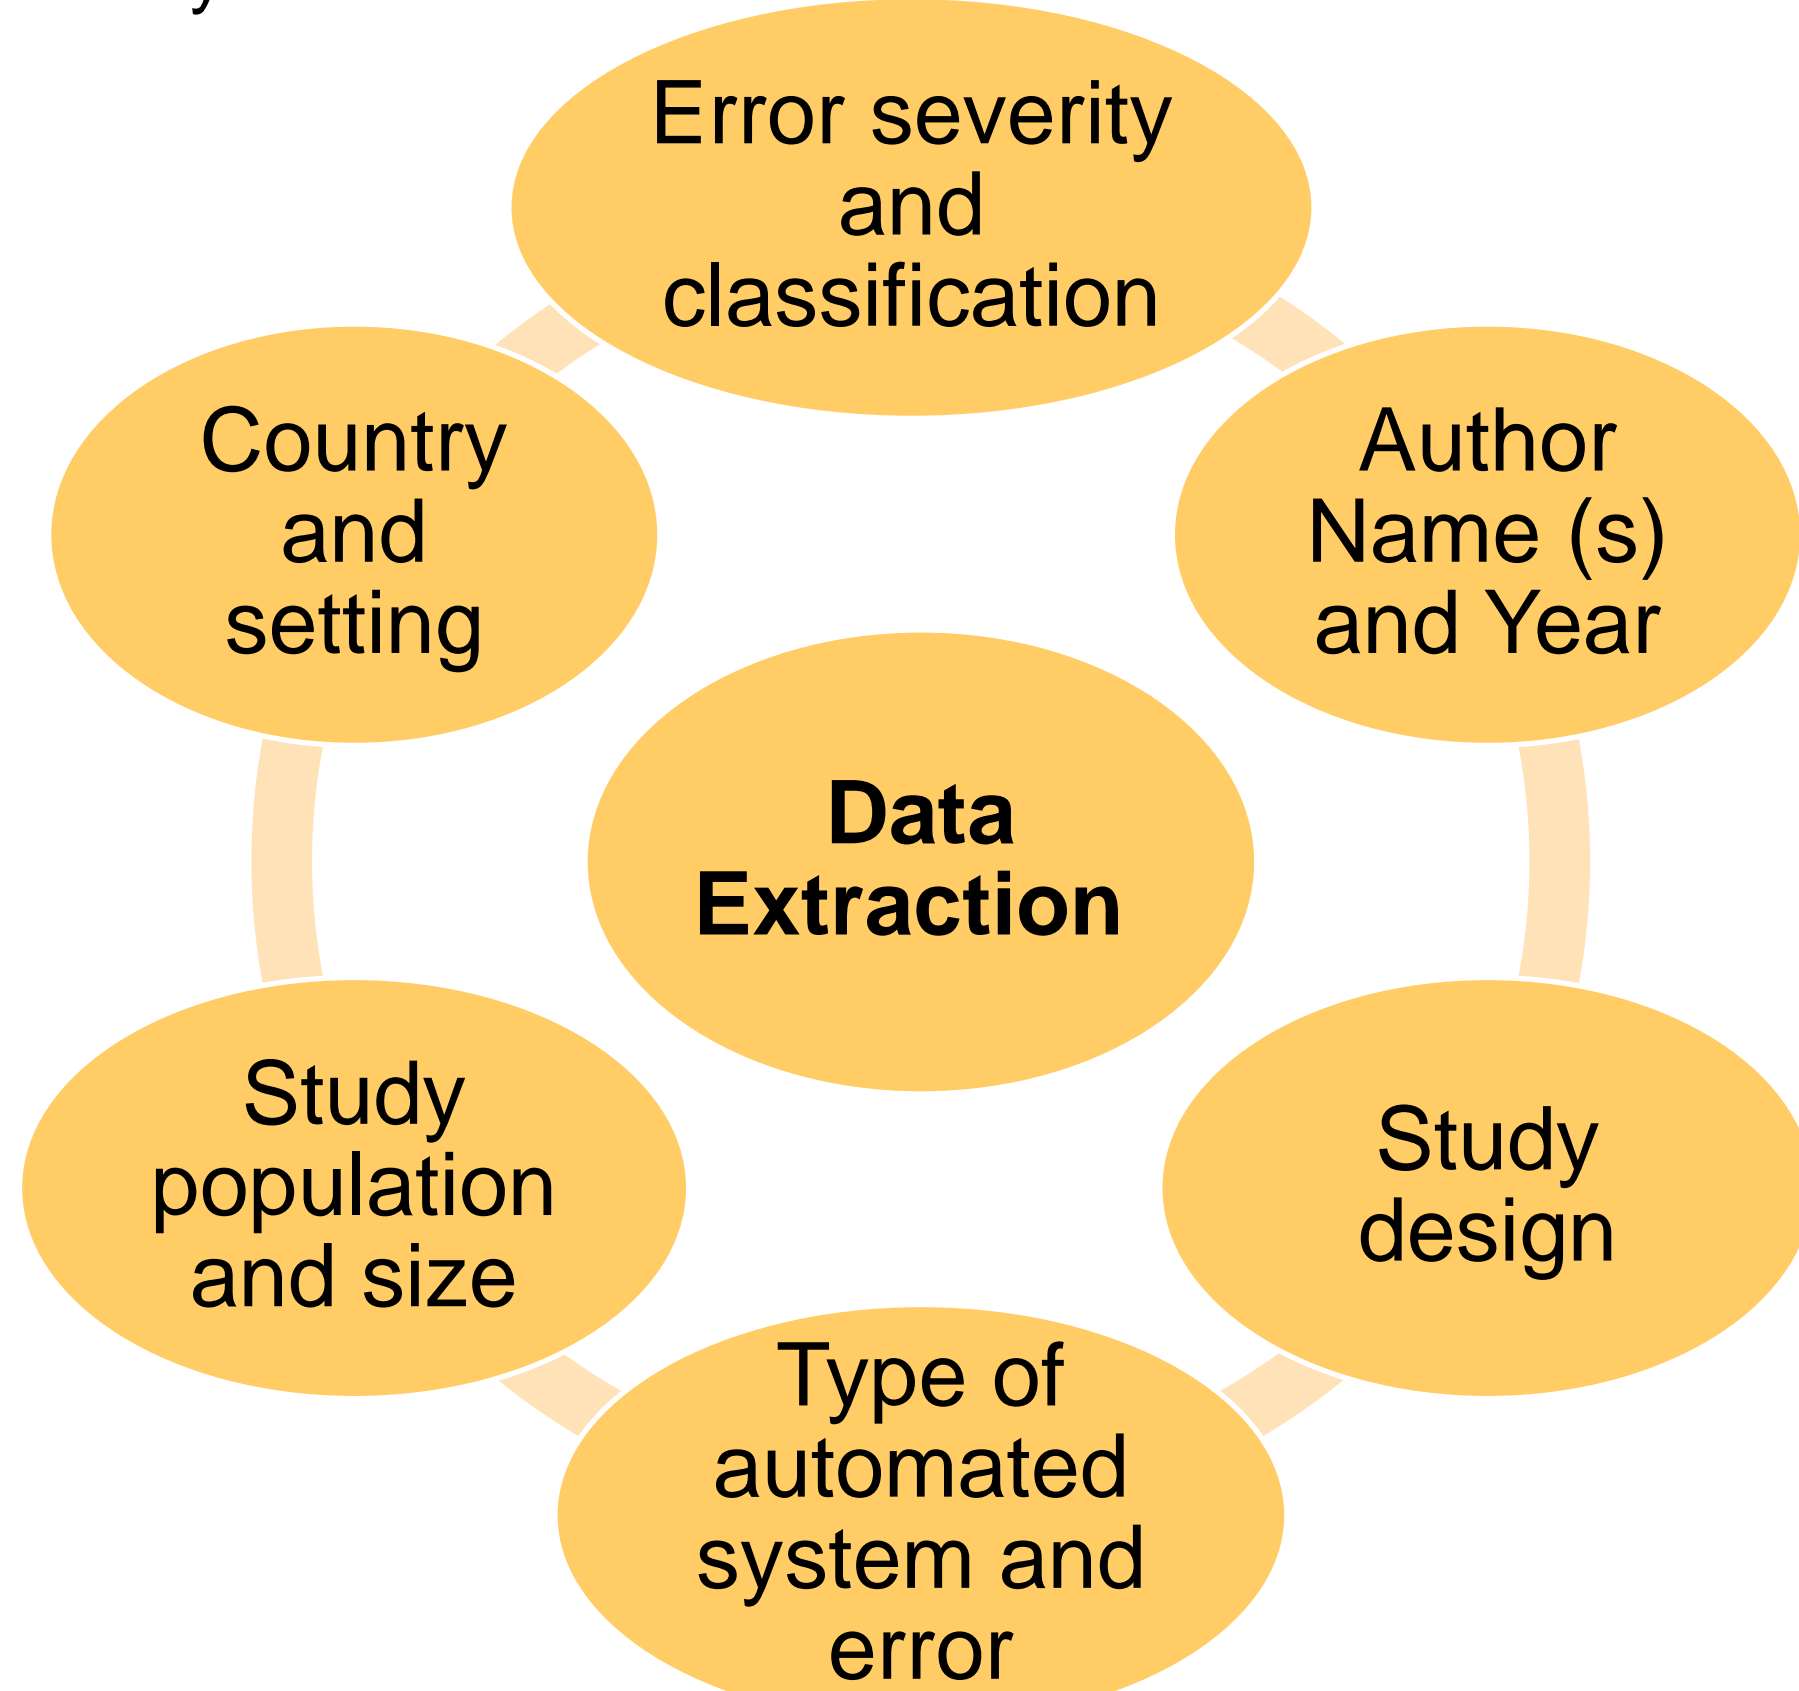 Error severity
and
classification
Author
Name (s)
and Year
Study
design
Type of
automated
system and
error
Study
population
and size
Country
and
setting
Data
Extraction